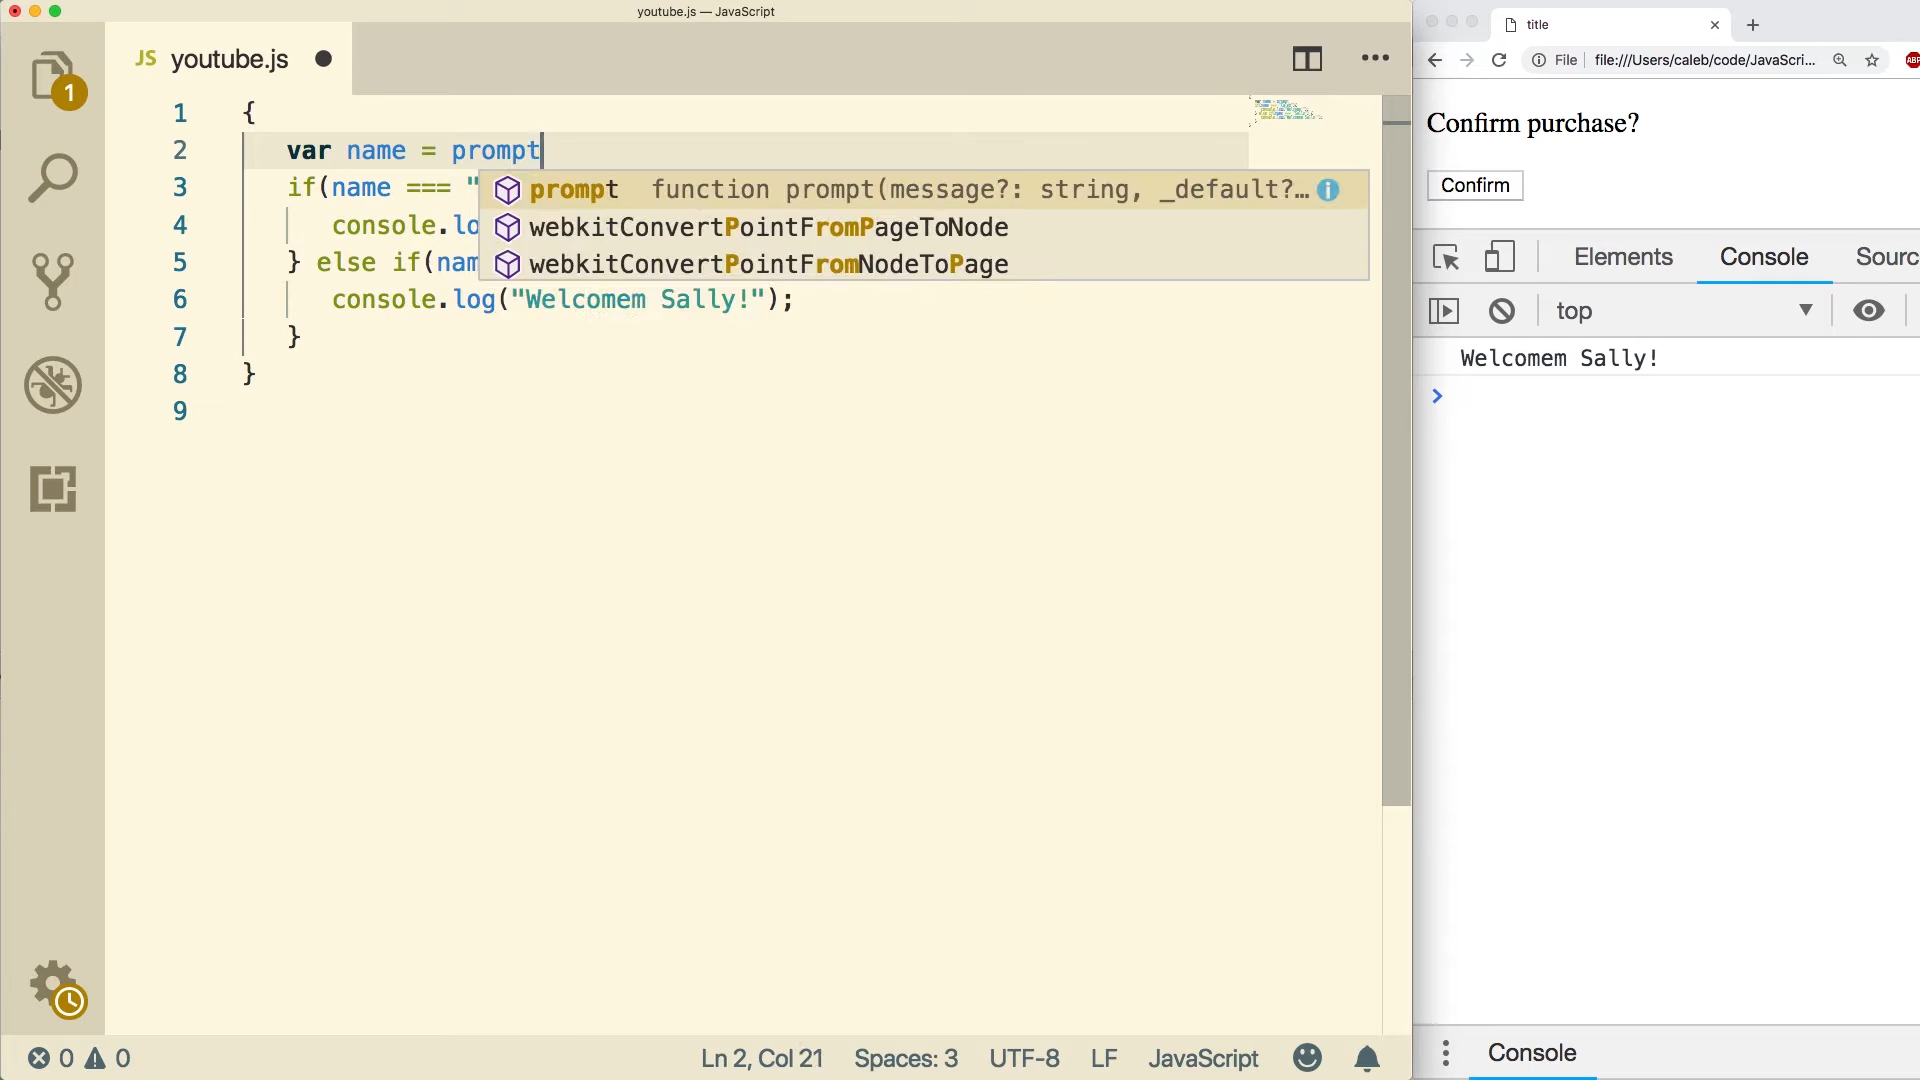 youtube.js — JavaScript
JS youtube.js
1
1 {
2 var name = prompt
3 if(name === "
4 console.lo
5 } else if(nam
6 console.log("Welcomem Sally!");
7 }
8 }
9
prompt function prompt(message?: string, _default?…
webkitConvertPointFromPageToNode
webkitConvertPointFromNodeToPage
0 0
Ln 2, Col 21 Spaces: 3 UTF-8 LF JavaScript
title
File file:///Users/caleb/code/JavaScri...
ABP
Confirm purchase?
Confirm
Elements Console Sourc
top
Welcomem Sally!
Console